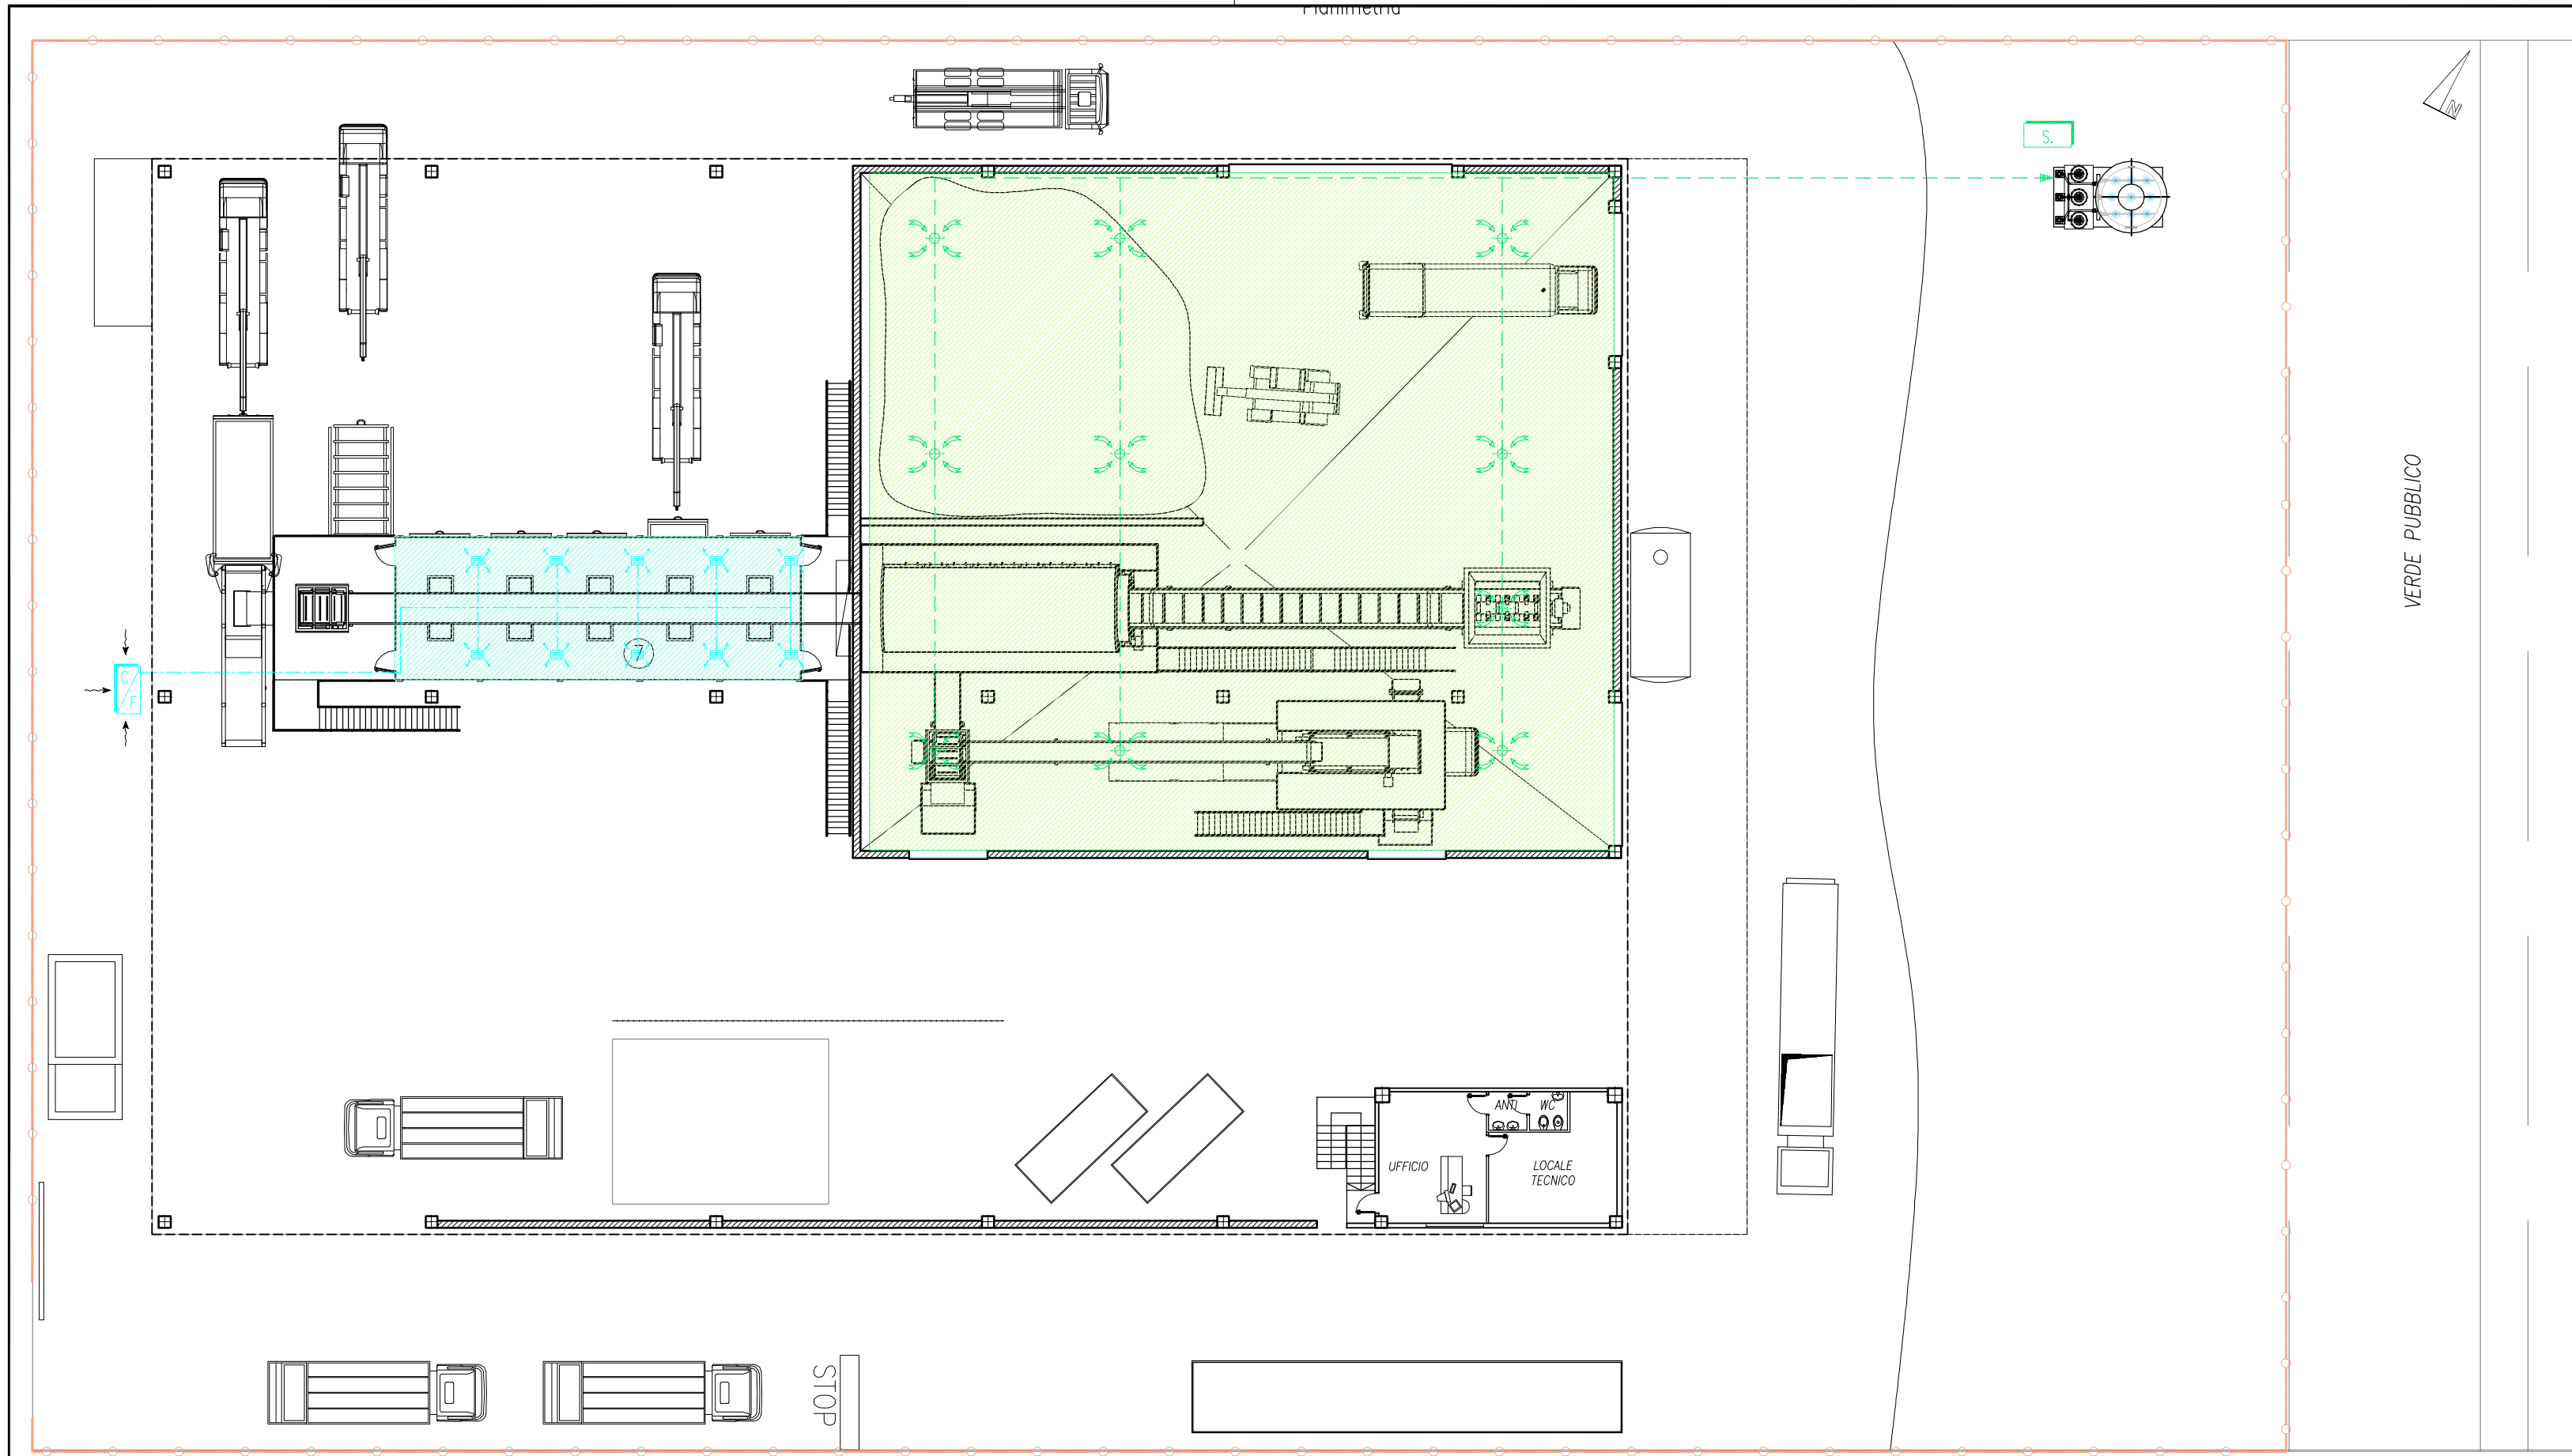 Planimetria
N
S.
VERDE PUBBLICO
7
C/F
ANTI
WC
UFFICIO
LOCALE
TECNICO
STOP